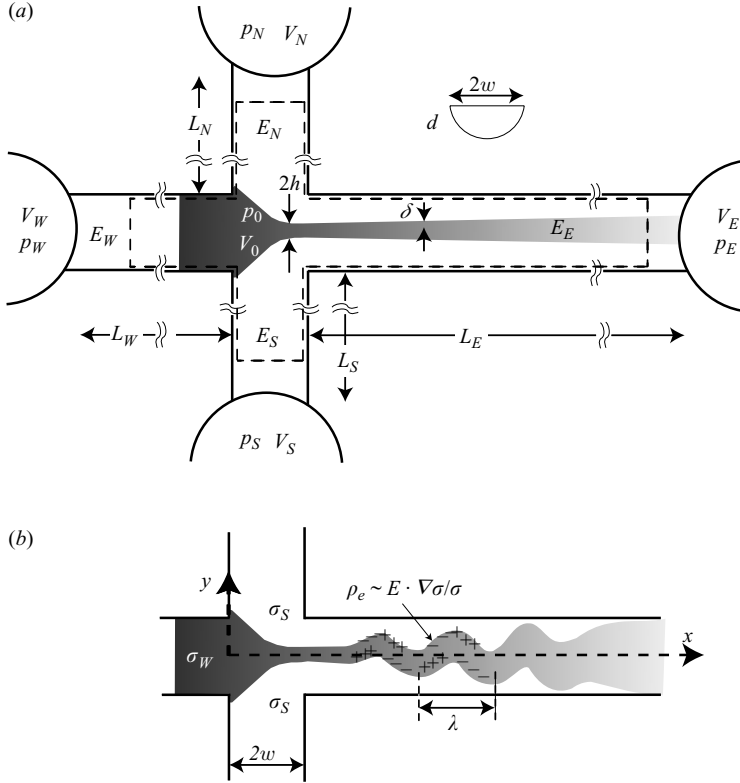 (a)
p_N V_N
L_N
E_N
2w
d
2h
V_W
p_W
E_W
p_0
V_0
δ
E_E
V_E
p_E
L_W
E_S
L_S
L_E
p_S V_S
(b)
y
σ_S
ρ_e ~ E · ∇σ/σ
x
σ_W
σ_S
λ
2w